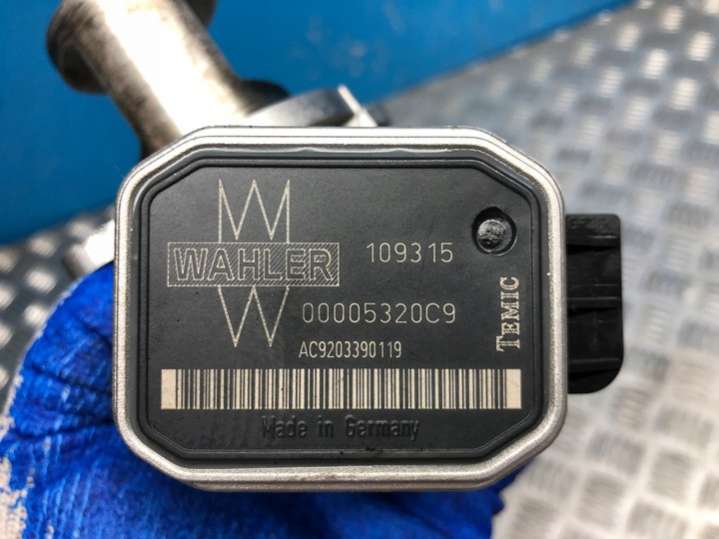 WAHLER
109315
00005320C9
AC9203390119
TEMIC
Made in Germany